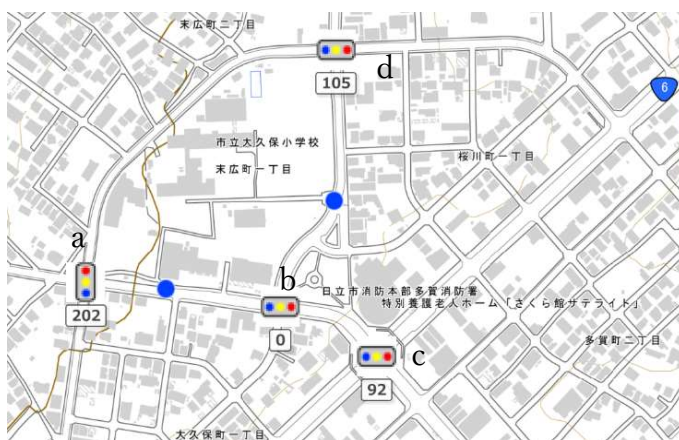 末広町二丁目
d
105
6
市立大久保小学校
末広町一丁目
桜川町一丁目
a
b
日立市消防本部多賀消防署
特別養護老人ホーム「さくら館サテライト」
202
0
c
多賀町二丁目
92
大久保町一丁目